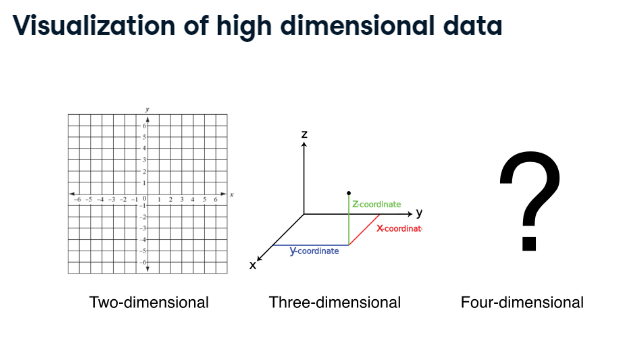 Visualization of high dimensional data
y
6
5
4
3
2
1
-6 -5 -4 -3 -2 -1 0 1 2 3 4 5 6 x
-1
-2
-3
-4
-5
-6
z
Z-coordinate
y
X-coordinat
y-coordinate
x
?
Two-dimensional
Three-dimensional
Four-dimensional